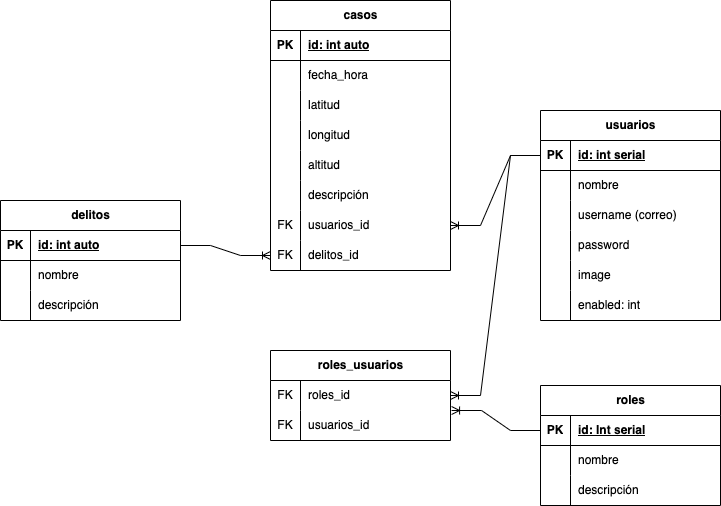 casos
PK id: int auto
fecha_hora
latitud
longitud
altitud
descripción
FK usuarios_id
FK delitos_id
usuarios
PK id: int serial
nombre
username (correo)
password
image
enabled: int
delitos
PK id: int auto
nombre
descripción
roles_usuarios
FK roles_id
FK usuarios_id
roles
PK id: Int serial
nombre
descripción